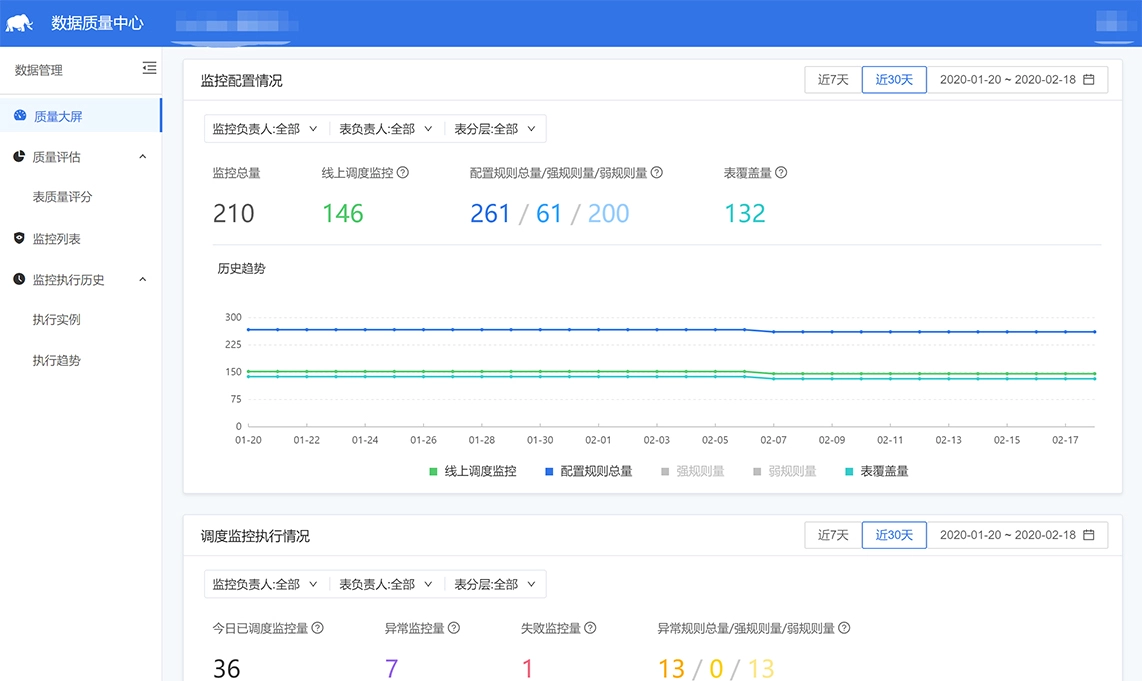 数据质量中心
数据管理
质量大屏
质量评估
表质量评分
监控列表
监控执行历史
执行实例
执行趋势
监控配置情况
近7天 近30天 2020-01-20 ~ 2020-02-18
监控负责人:全部 表负责人:全部 表分层:全部
监控总量 线上调度监控 配置规则总量/强规则量/弱规则量 表覆盖量
210 146 261 / 61 / 200 132
历史趋势
300
225
150
75
0
01-20 01-22 01-24 01-26 01-28 01-30 02-01 02-03 02-05 02-07 02-09 02-11 02-13 02-15 02-17
线上调度监控 配置规则总量 强规则量 弱规则量 表覆盖量
调度监控执行情况
近7天 近30天 2020-01-20 ~ 2020-02-18
监控负责人:全部 表负责人:全部 表分层:全部
今日已调度监控量 异常监控量 失败监控量 异常规则总量/强规则量/弱规则量
36 7 1 13 / 0 / 13